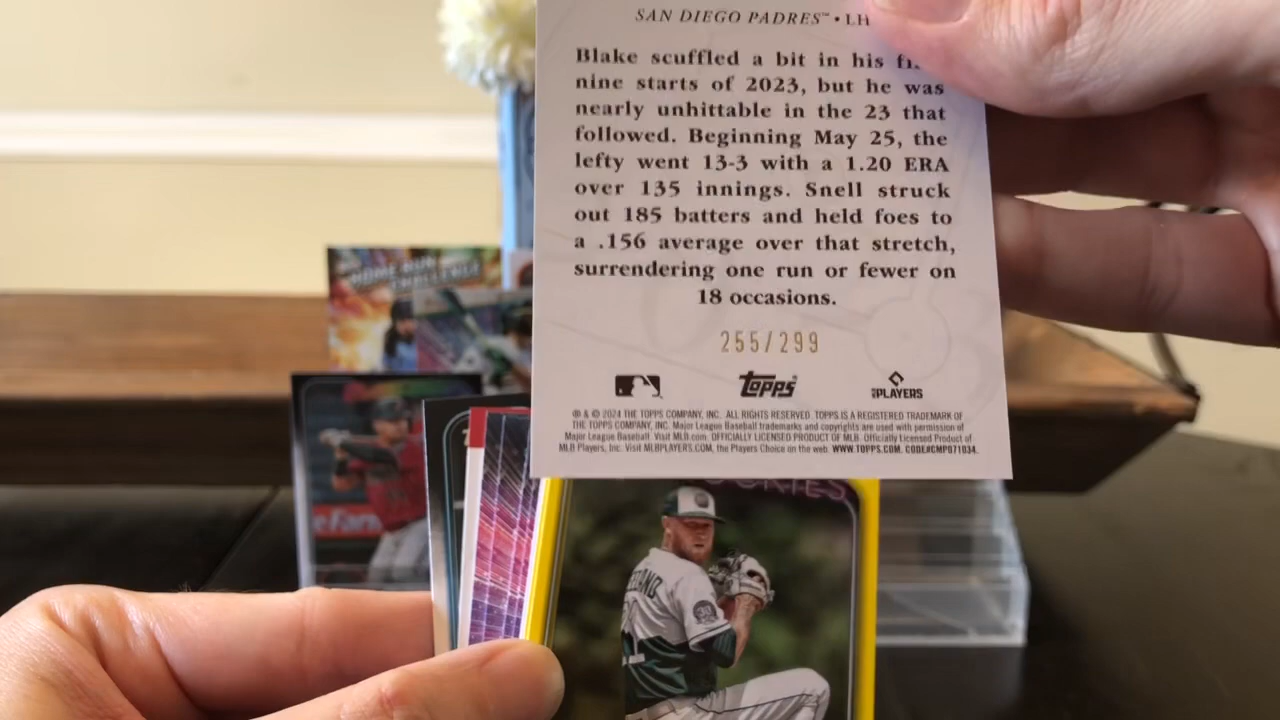 SAN DIEGO PADRES™ • LH
Blake scuffled a bit in his
nine starts of 2023, but he was
nearly unhittable in the 23 that
followed. Beginning May 25, the
lefty went 13-3 with a 1.20 ERA
over 135 innings. Snell struck
out 185 batters and held foes to
a .156 average over that stretch,
surrendering one run or fewer on
18 occasions.
255/299
Topps
PLAYERS
® & © 2024 THE TOPPS COMPANY, INC. ALL RIGHTS RESERVED. TOPPS IS A REGISTERED TRADEMARK OF
THE TOPPS COMPANY, INC. Major League Baseball trademarks and copyrights are used with permission of
Major League Baseball. Visit MLB.com. OFFICIALLY LICENSED PRODUCT OF MLB. Officially Licensed Product of
MLB Players, Inc. Visit MLBPLAYERS.COM, the Players Choice on the web. WWW.TOPPS.COM. CODE#CMP071034.
HOME RUN
CHALLENGE